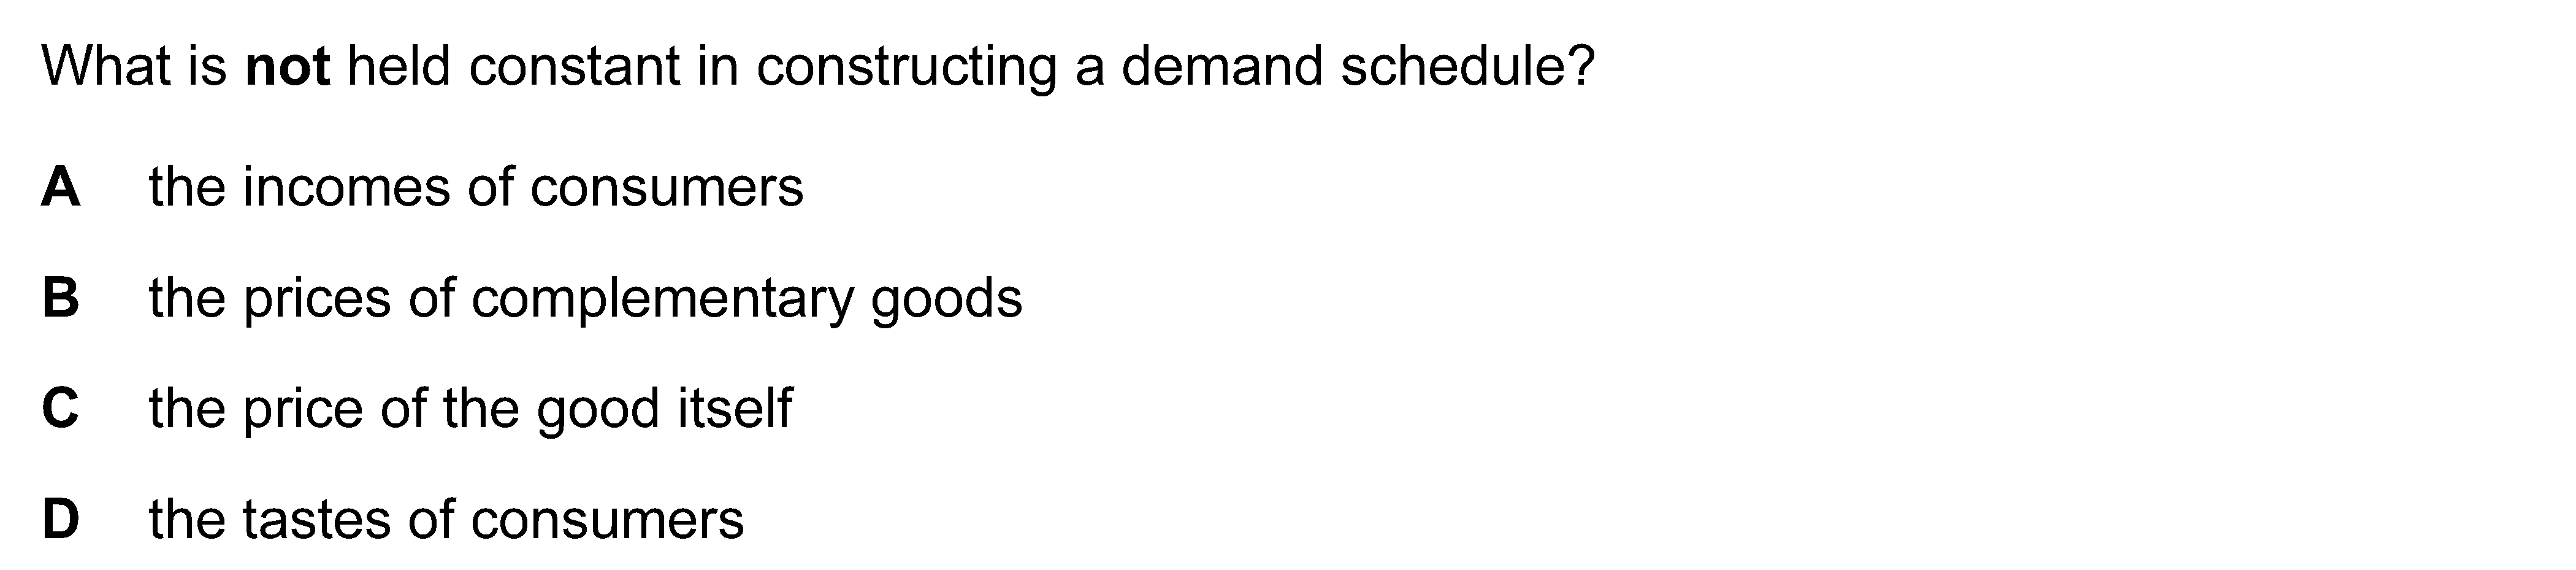 What is not held constant in constructing a demand schedule?
A the incomes of consumers
B the prices of complementary goods
C the price of the good itself
D the tastes of consumers